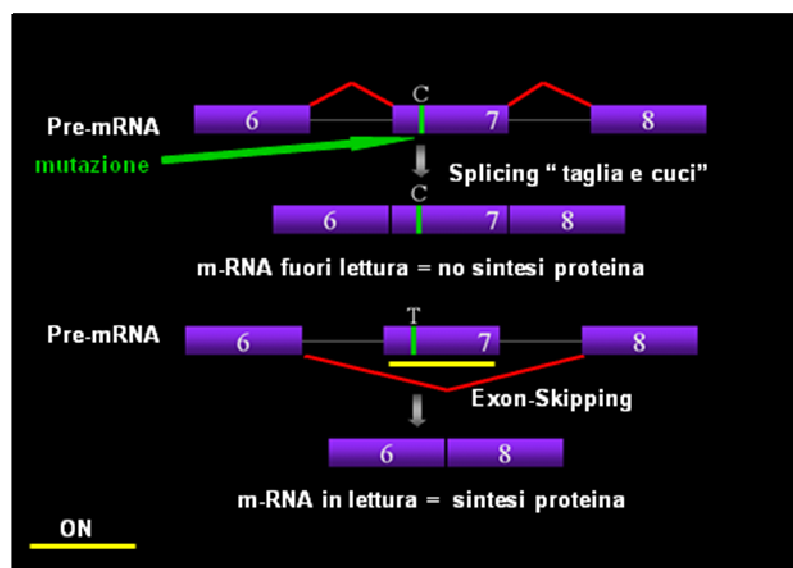 C
Pre-mRNA 6 7 8
mutazione
Splicing “ taglia e cuci”
C
6 7 8
m-RNA fuori lettura = no sintesi proteina
T
Pre-mRNA 6 7 8
Exon-Skipping
6 8
m-RNA in lettura = sintesi proteina
ON